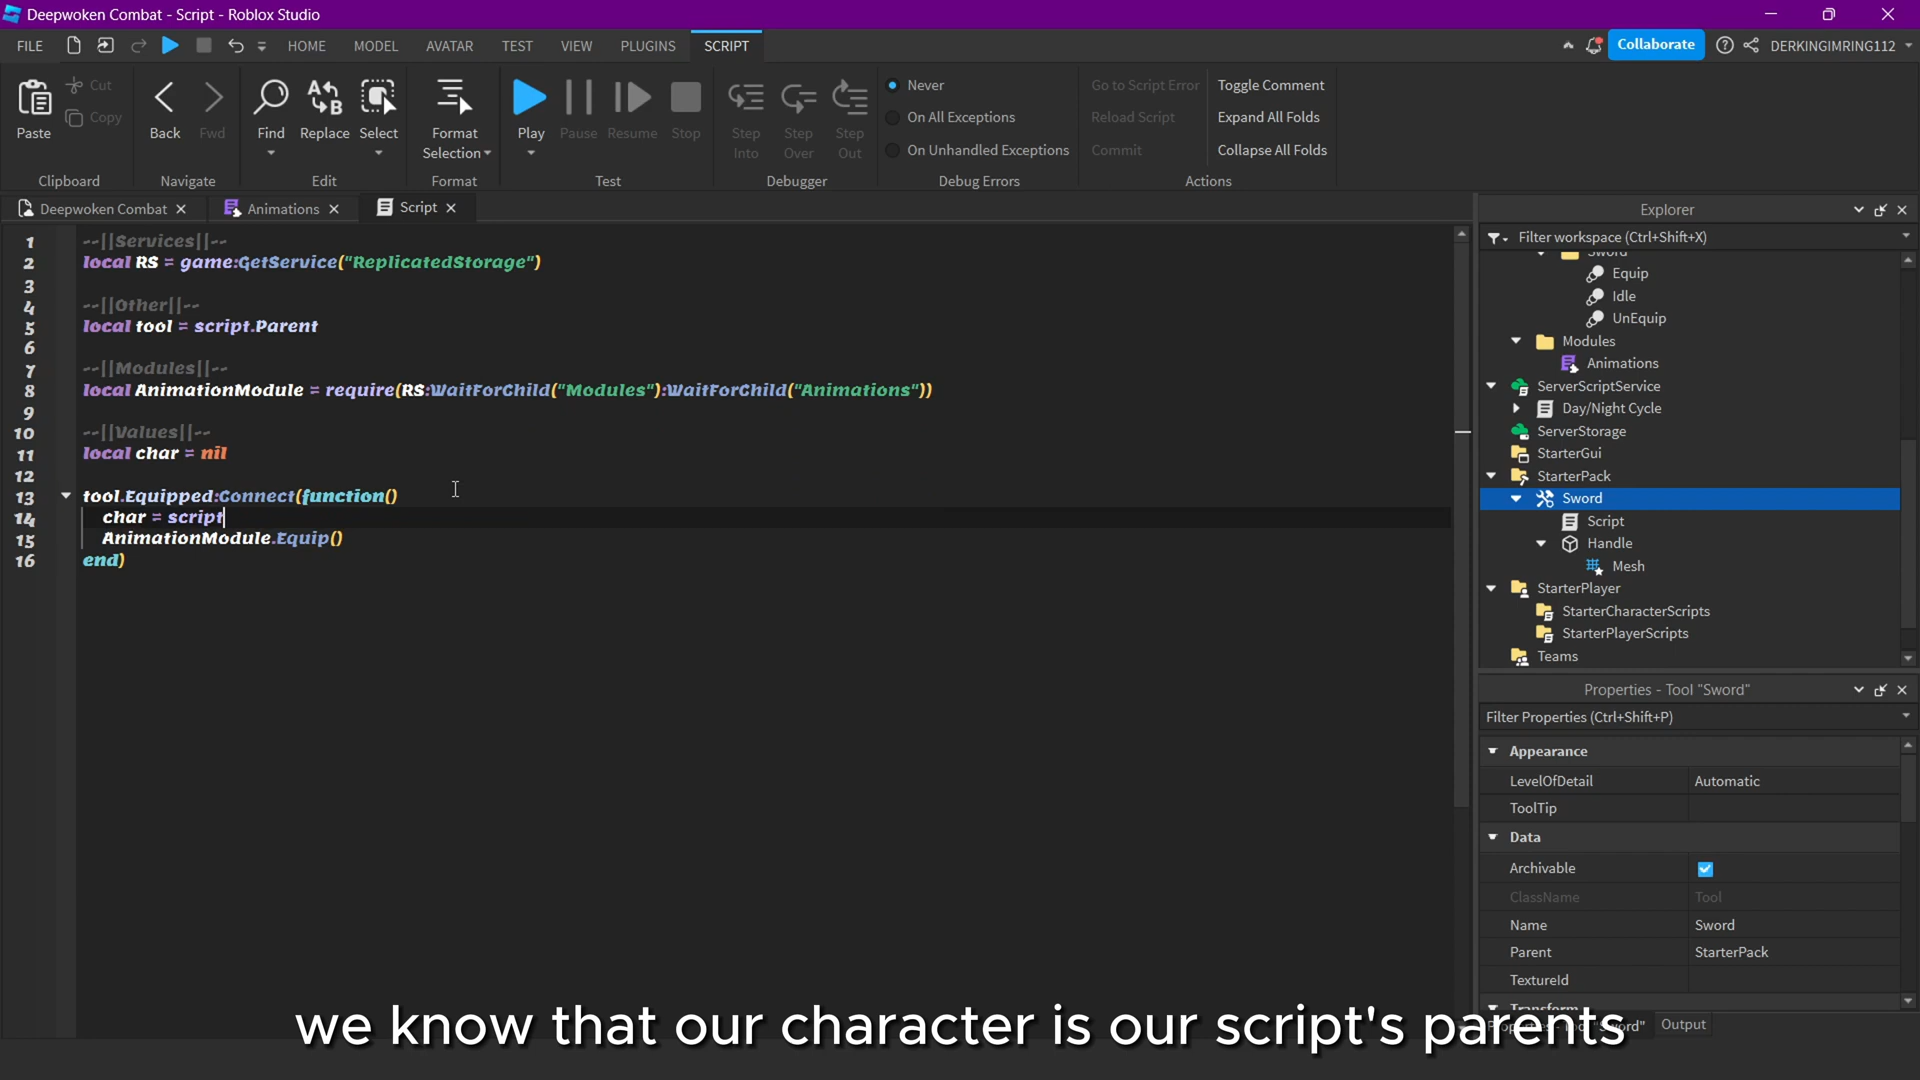 Deepwoken Combat - Script - Roblox Studio
FILE HOME MODEL AVATAR TEST VIEW PLUGINS SCRIPT Collaborate DERKINGIMRING112
Paste Cut Copy Back Fwd Find Replace Select Format Selection Play Pause Resume Stop Step Into Step Over Step Out
Never
On All Exceptions
On Unhandled Exceptions
Go to Script Error
Reload Script
Commit
Toggle Comment
Expand All Folds
Collapse All Folds
Clipboard Navigate Edit Format Test Debugger Debug Errors Actions
Deepwoken Combat Animations Script
1 --||Services||--
2 local RS = game:GetService("ReplicatedStorage")
3
4 --||Other||--
5 local tool = script.Parent
6
7 --||Modules||--
8 local AnimationModule = require(RS:WaitForChild("Modules"):WaitForChild("Animations"))
9
10 --||Values||--
11 local char = nil
12
13 tool.Equipped:Connect(function()
14 char = script
15 AnimationModule.Equip()
16 end)
Explorer
Filter workspace (Ctrl+Shift+X)
Sword
Equip
Idle
UnEquip
Modules
Animations
ServerScriptService
Day/Night Cycle
ServerStorage
StarterGui
StarterPack
Sword
Script
Handle
Mesh
StarterPlayer
StarterCharacterScripts
StarterPlayerScripts
Teams
Properties - Tool "Sword"
Filter Properties (Ctrl+Shift+P)
Appearance
LevelOfDetail Automatic
ToolTip
Data
Archivable
ClassName Tool
Name Sword
Parent StarterPack
TextureId
Transform
Output
we know that our character is our script's parents